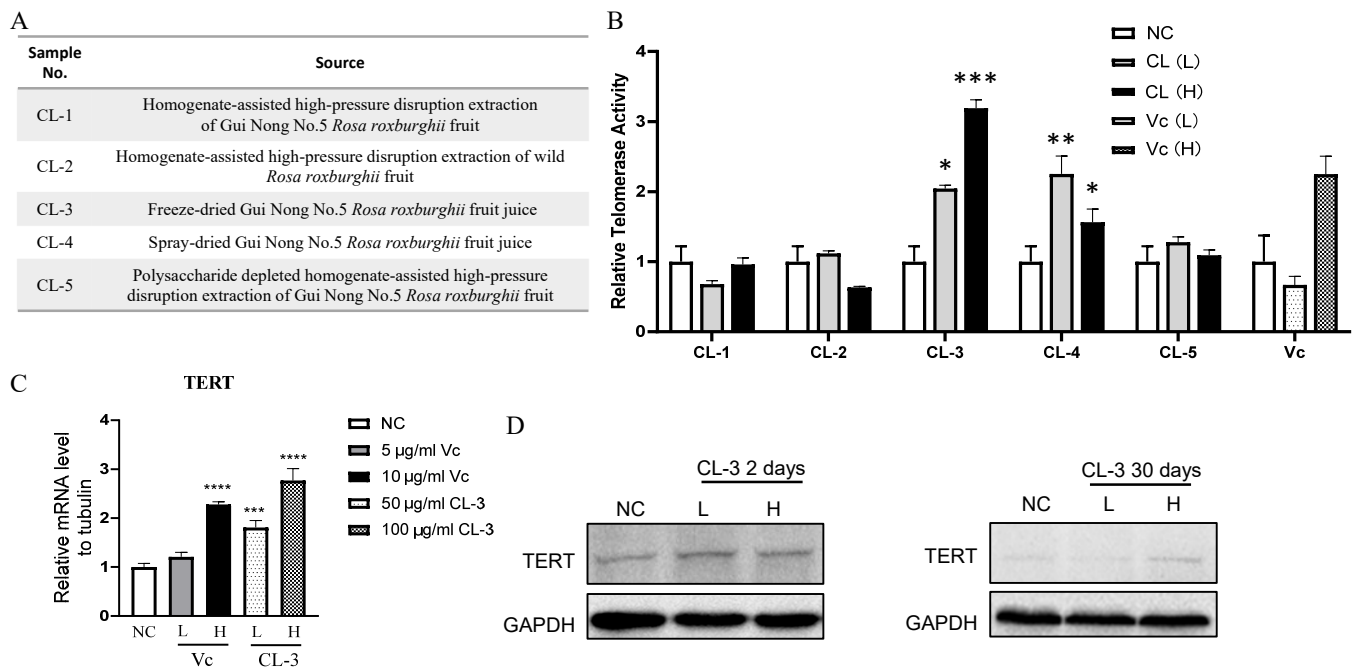 A
Sample No.
Source
CL-1
Homogenate-assisted high-pressure disruption extraction
of Gui Nong No.5 Rosa roxburghii fruit
CL-2
Homogenate-assisted high-pressure disruption extraction of wild
Rosa roxburghii fruit
CL-3
Freeze-dried Gui Nong No.5 Rosa roxburghii fruit juice
CL-4
Spray-dried Gui Nong No.5 Rosa roxburghii fruit juice
CL-5
Polysaccharide depleted homogenate-assisted high-pressure
disruption extraction of Gui Nong No.5 Rosa roxburghii fruit
B
Relative Telomerase Activity
4
3
2
1
0
*
***
**
*
NC
CL (L)
CL (H)
Vc (L)
Vc (H)
CL-1 CL-2 CL-3 CL-4 CL-5 Vc
C
TERT
Relative mRNA level
to tubulin
4
3
2
1
0
****
***
****
NC L H L H
Vc CL-3
NC
5 μg/ml Vc
10 μg/ml Vc
50 μg/ml CL-3
100 μg/ml CL-3
D
CL-3 2 days
NC L H
TERT
GAPDH
CL-3 30 days
NC L H
TERT
GAPDH